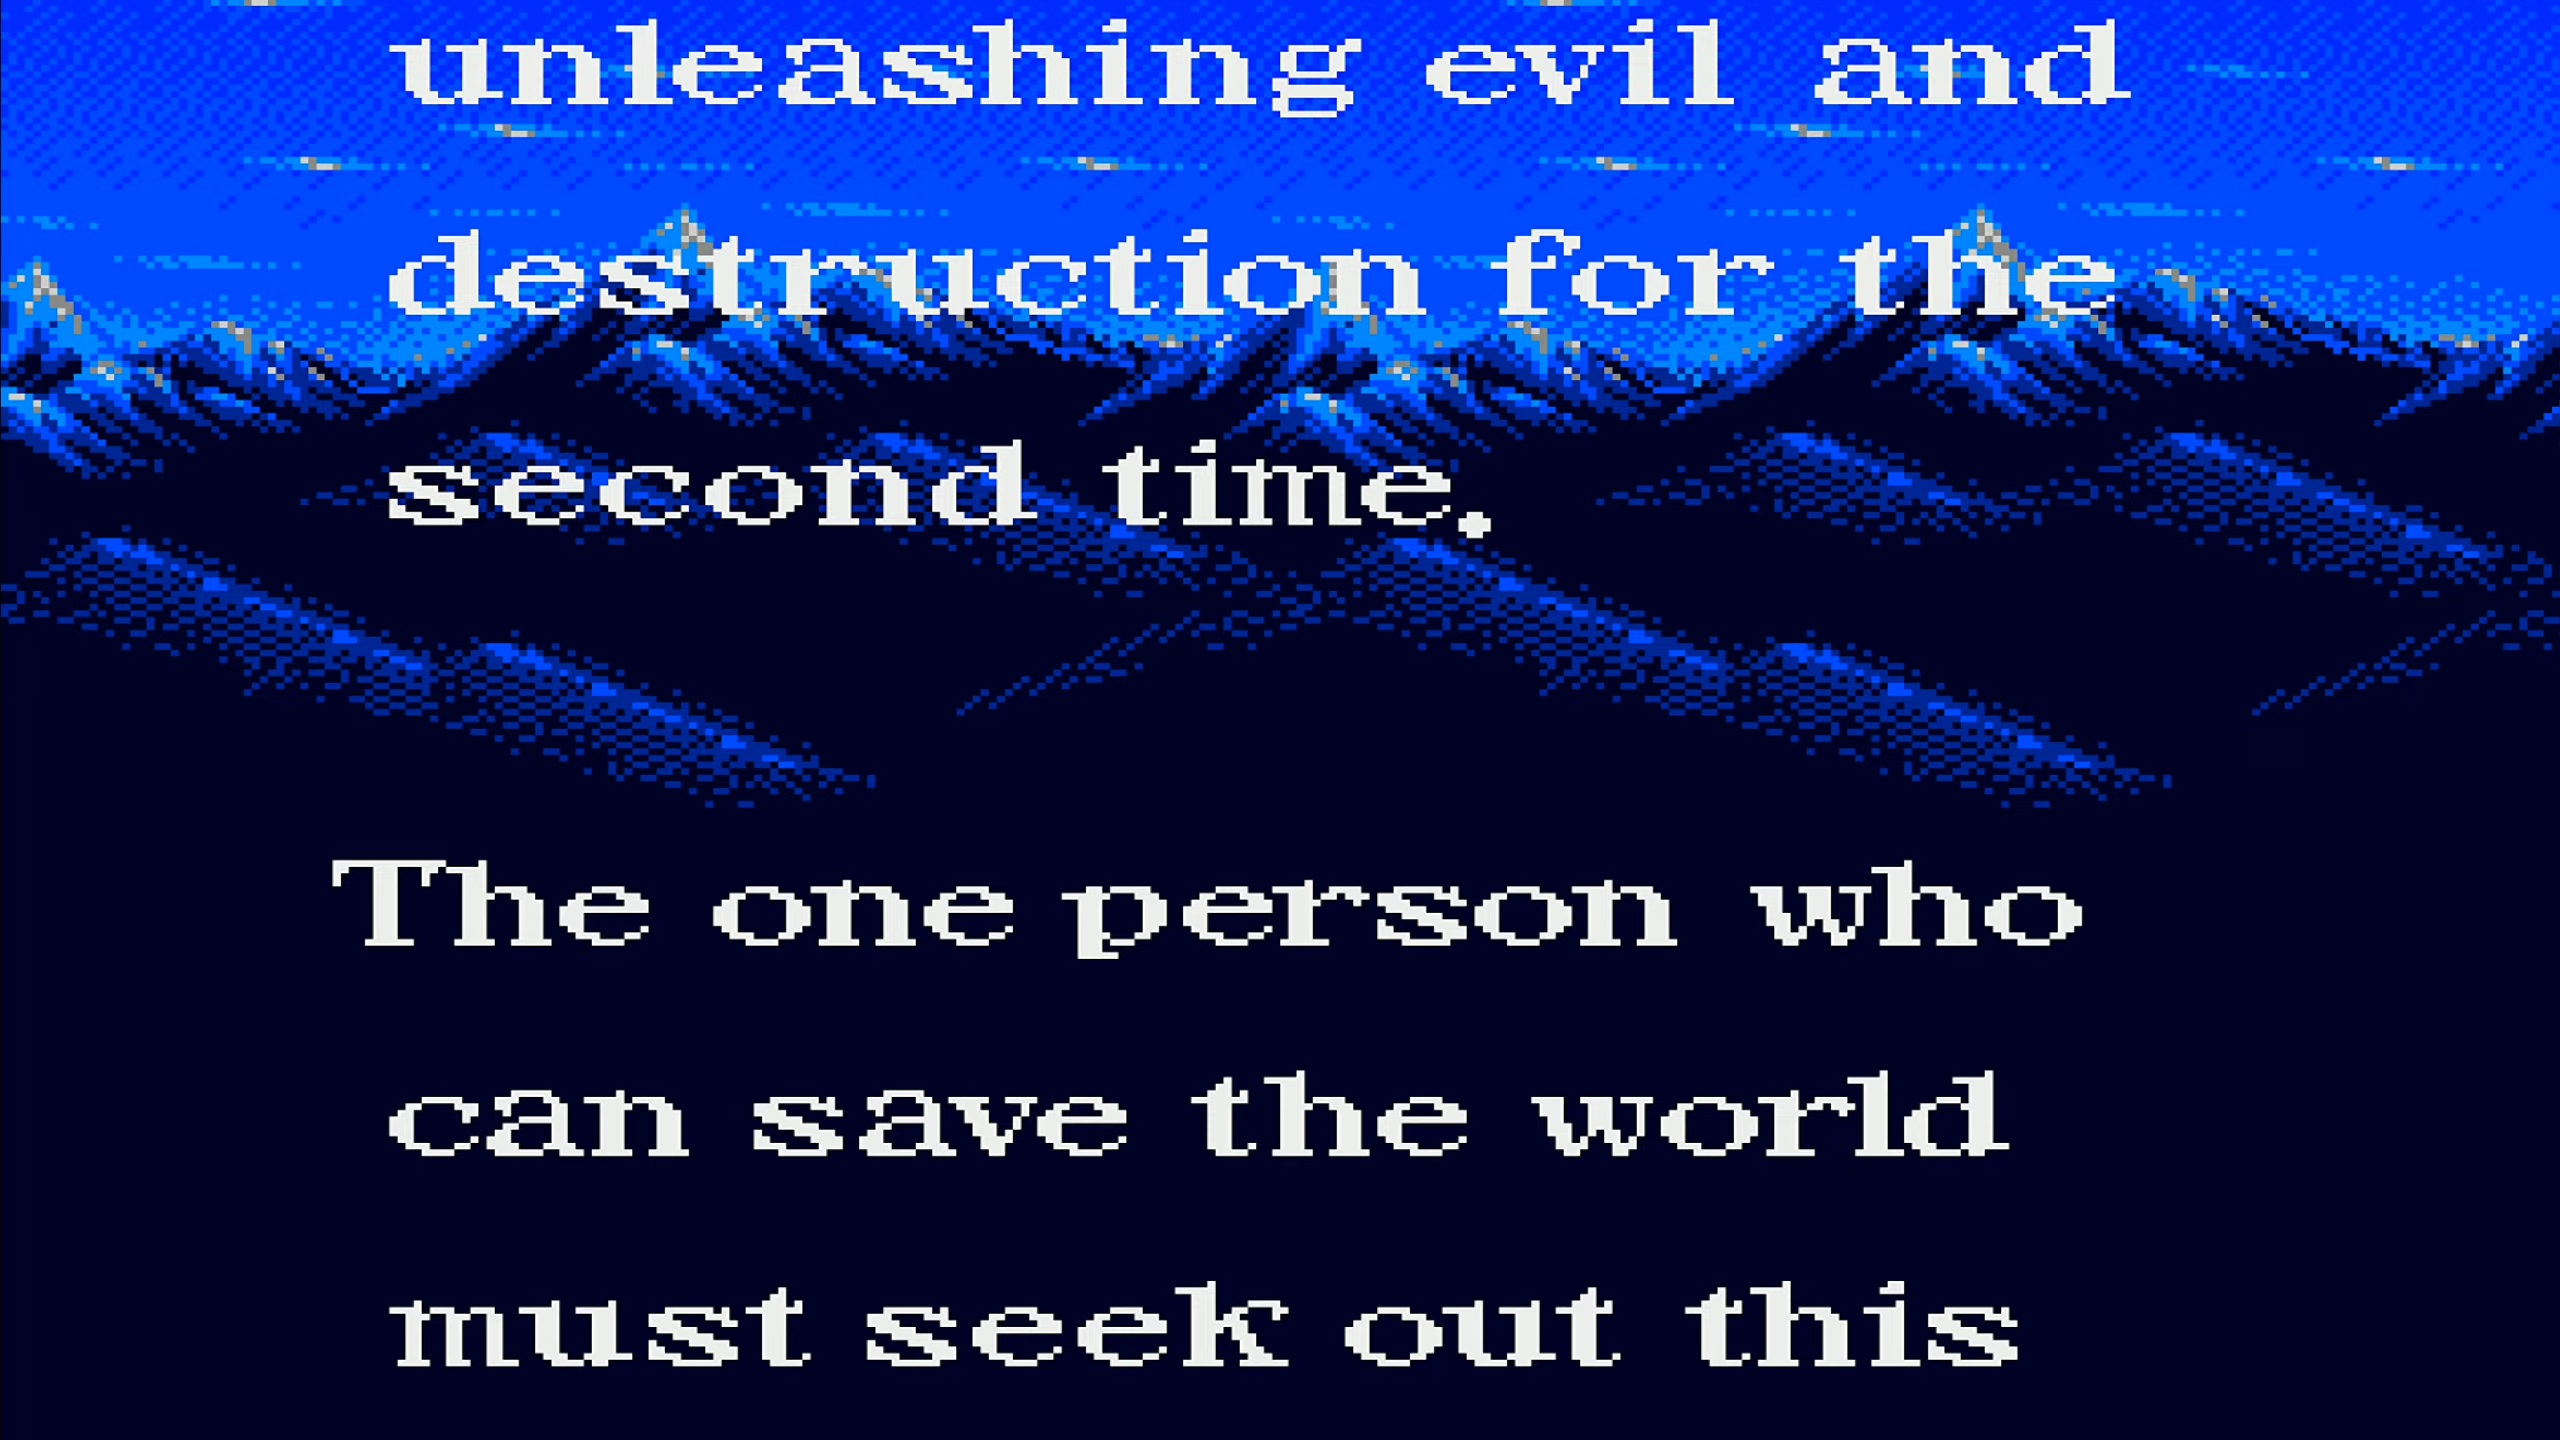 unleashing evil and
destruction for the
second time.
The one person who
can save the world
must seek out this